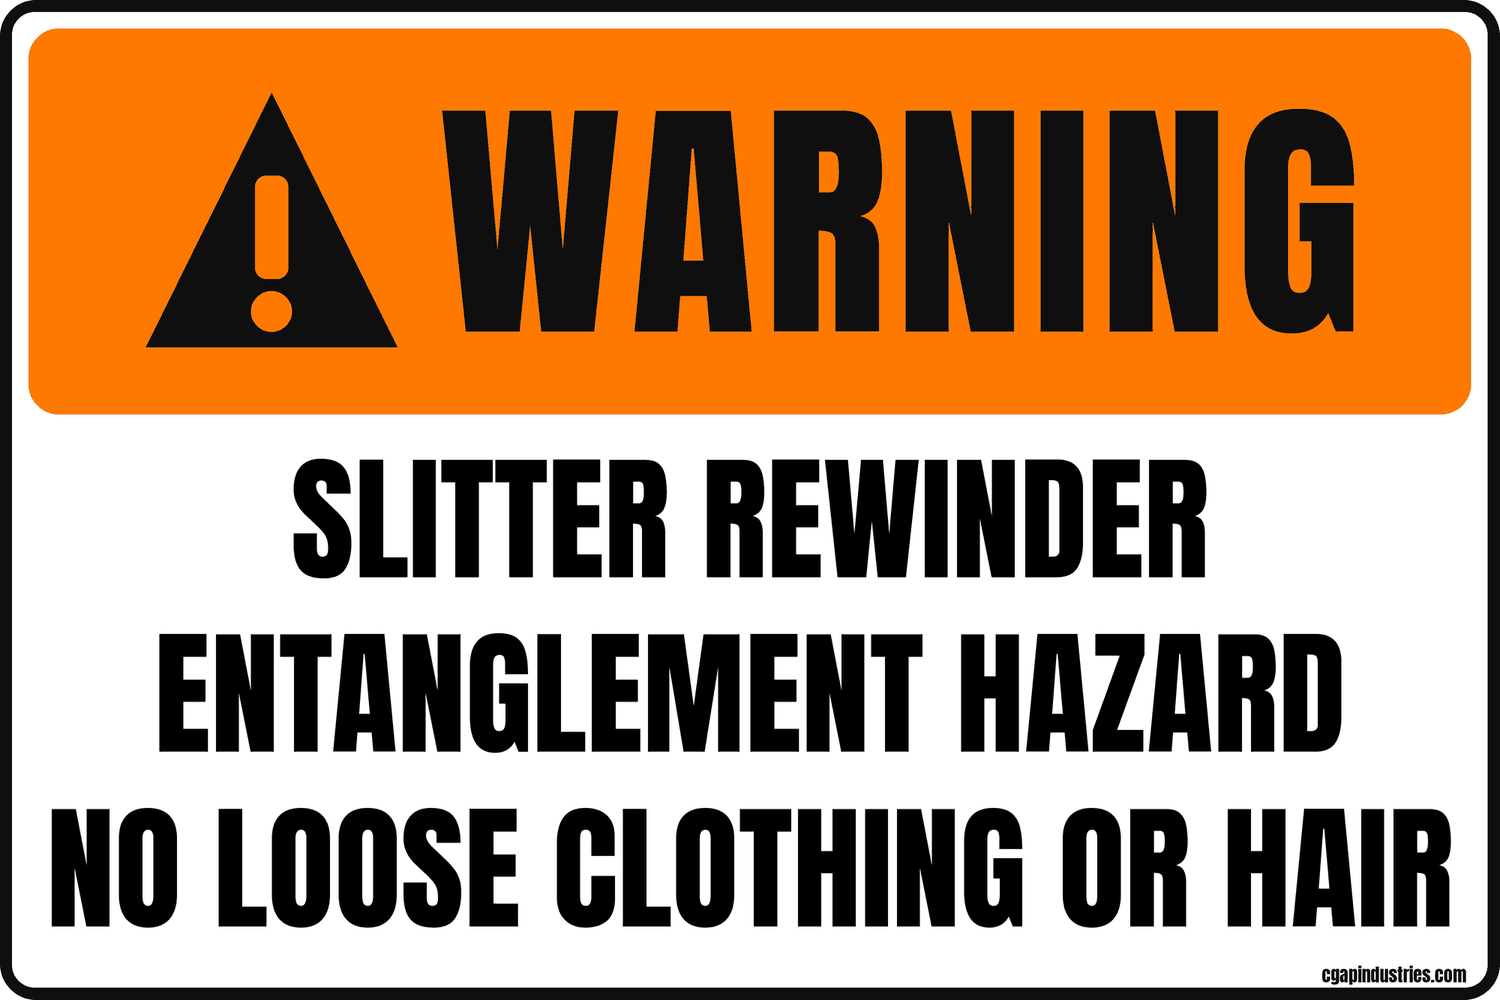 WARNING
SLITTER REWINDER
ENTANGLEMENT HAZARD
NO LOOSE CLOTHING OR HAIR
cgapindustries.com